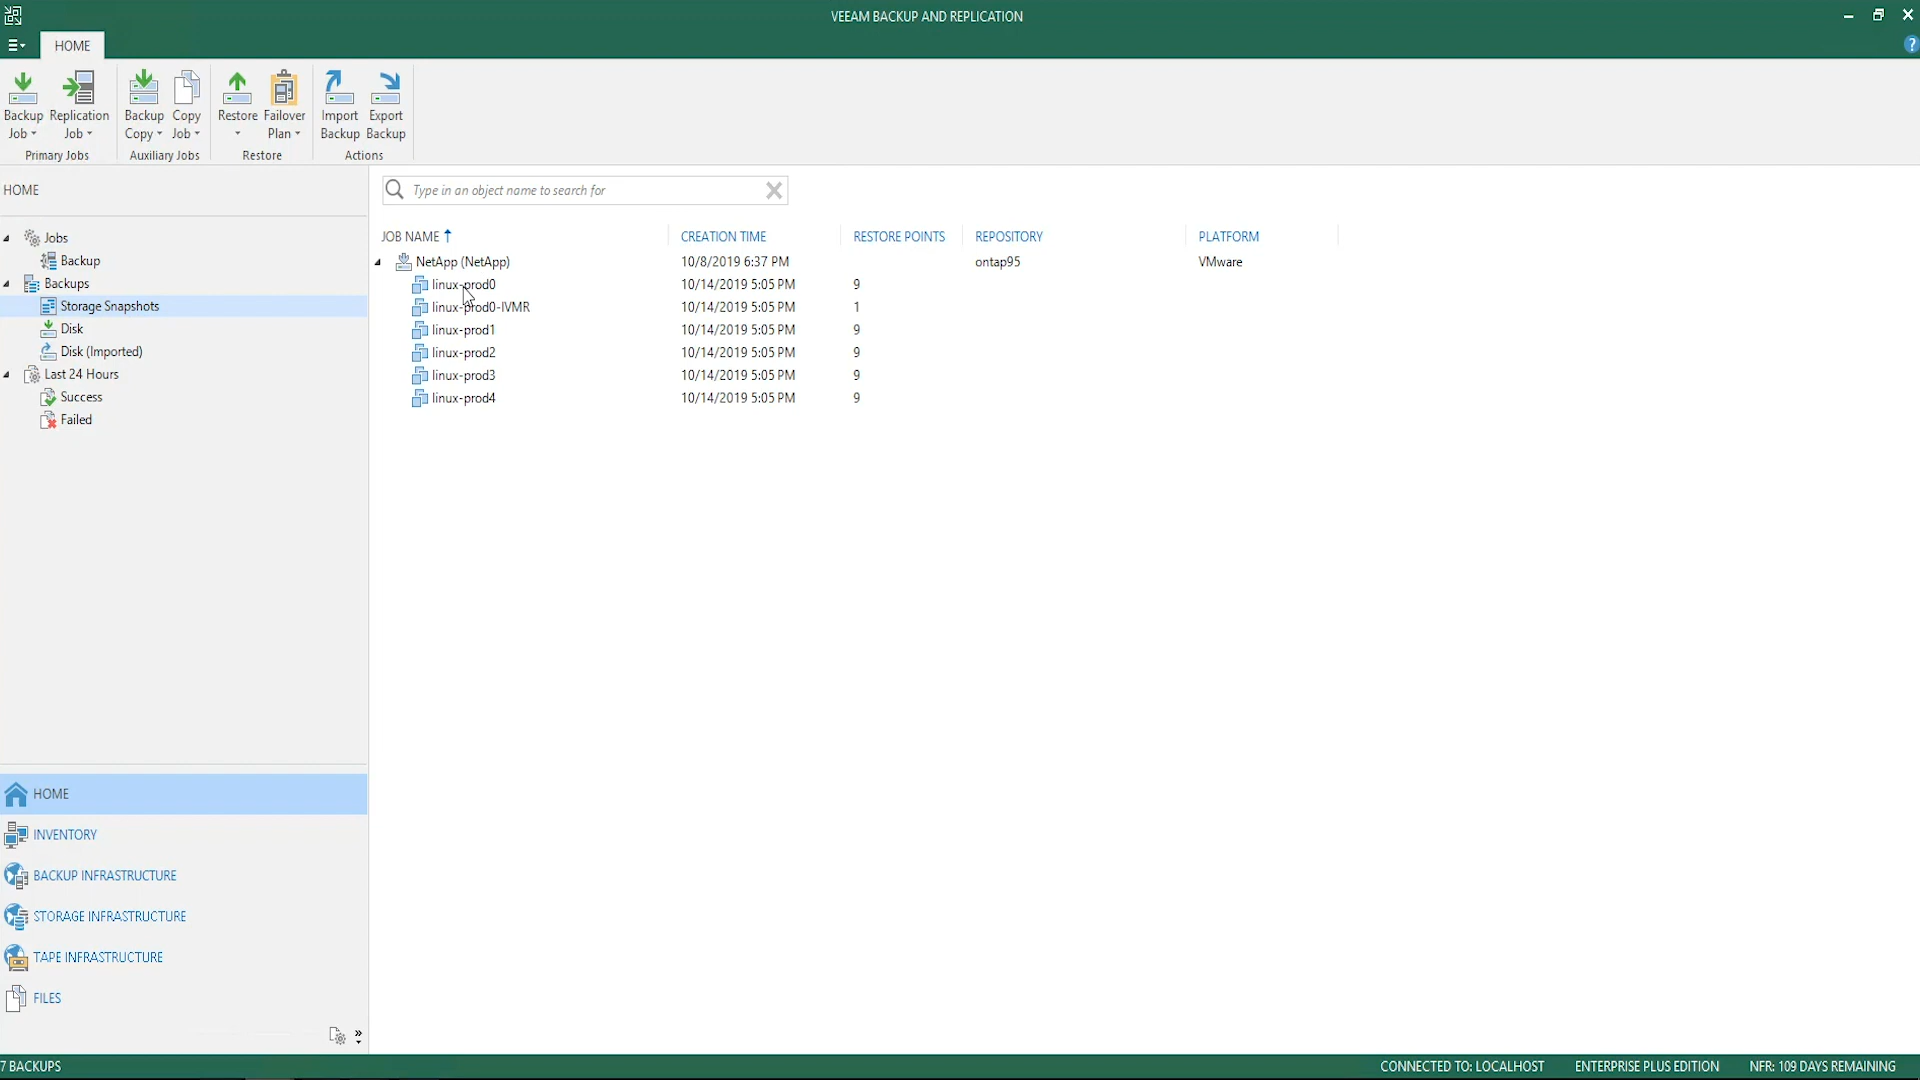 VEEAM BACKUP AND REPLICATION
HOME
?
Backup Job
Replication Job
Backup Copy
Copy Job
Restore
Failover Plan
Import Backup
Export Backup
Primary Jobs
Auxiliary Jobs
Restore
Actions
HOME
Jobs
Backup
Backups
Storage Snapshots
Disk
Disk (Imported)
Last 24 Hours
Success
Failed
Type in an object name to search for
JOB NAME CREATION TIME RESTORE POINTS REPOSITORY PLATFORM
NetApp (NetApp) 10/8/2019 6:37 PM ontap95 VMware
linux-prod0 10/14/2019 5:05 PM 9
linux-prod0-IVMR 10/14/2019 5:05 PM 1
linux-prod1 10/14/2019 5:05 PM 9
linux-prod2 10/14/2019 5:05 PM 9
linux-prod3 10/14/2019 5:05 PM 9
linux-prod4 10/14/2019 5:05 PM 9
HOME
INVENTORY
BACKUP INFRASTRUCTURE
STORAGE INFRASTRUCTURE
TAPE INFRASTRUCTURE
FILES
7 BACKUPS
CONNECTED TO: LOCALHOST ENTERPRISE PLUS EDITION NFR: 109 DAYS REMAINING